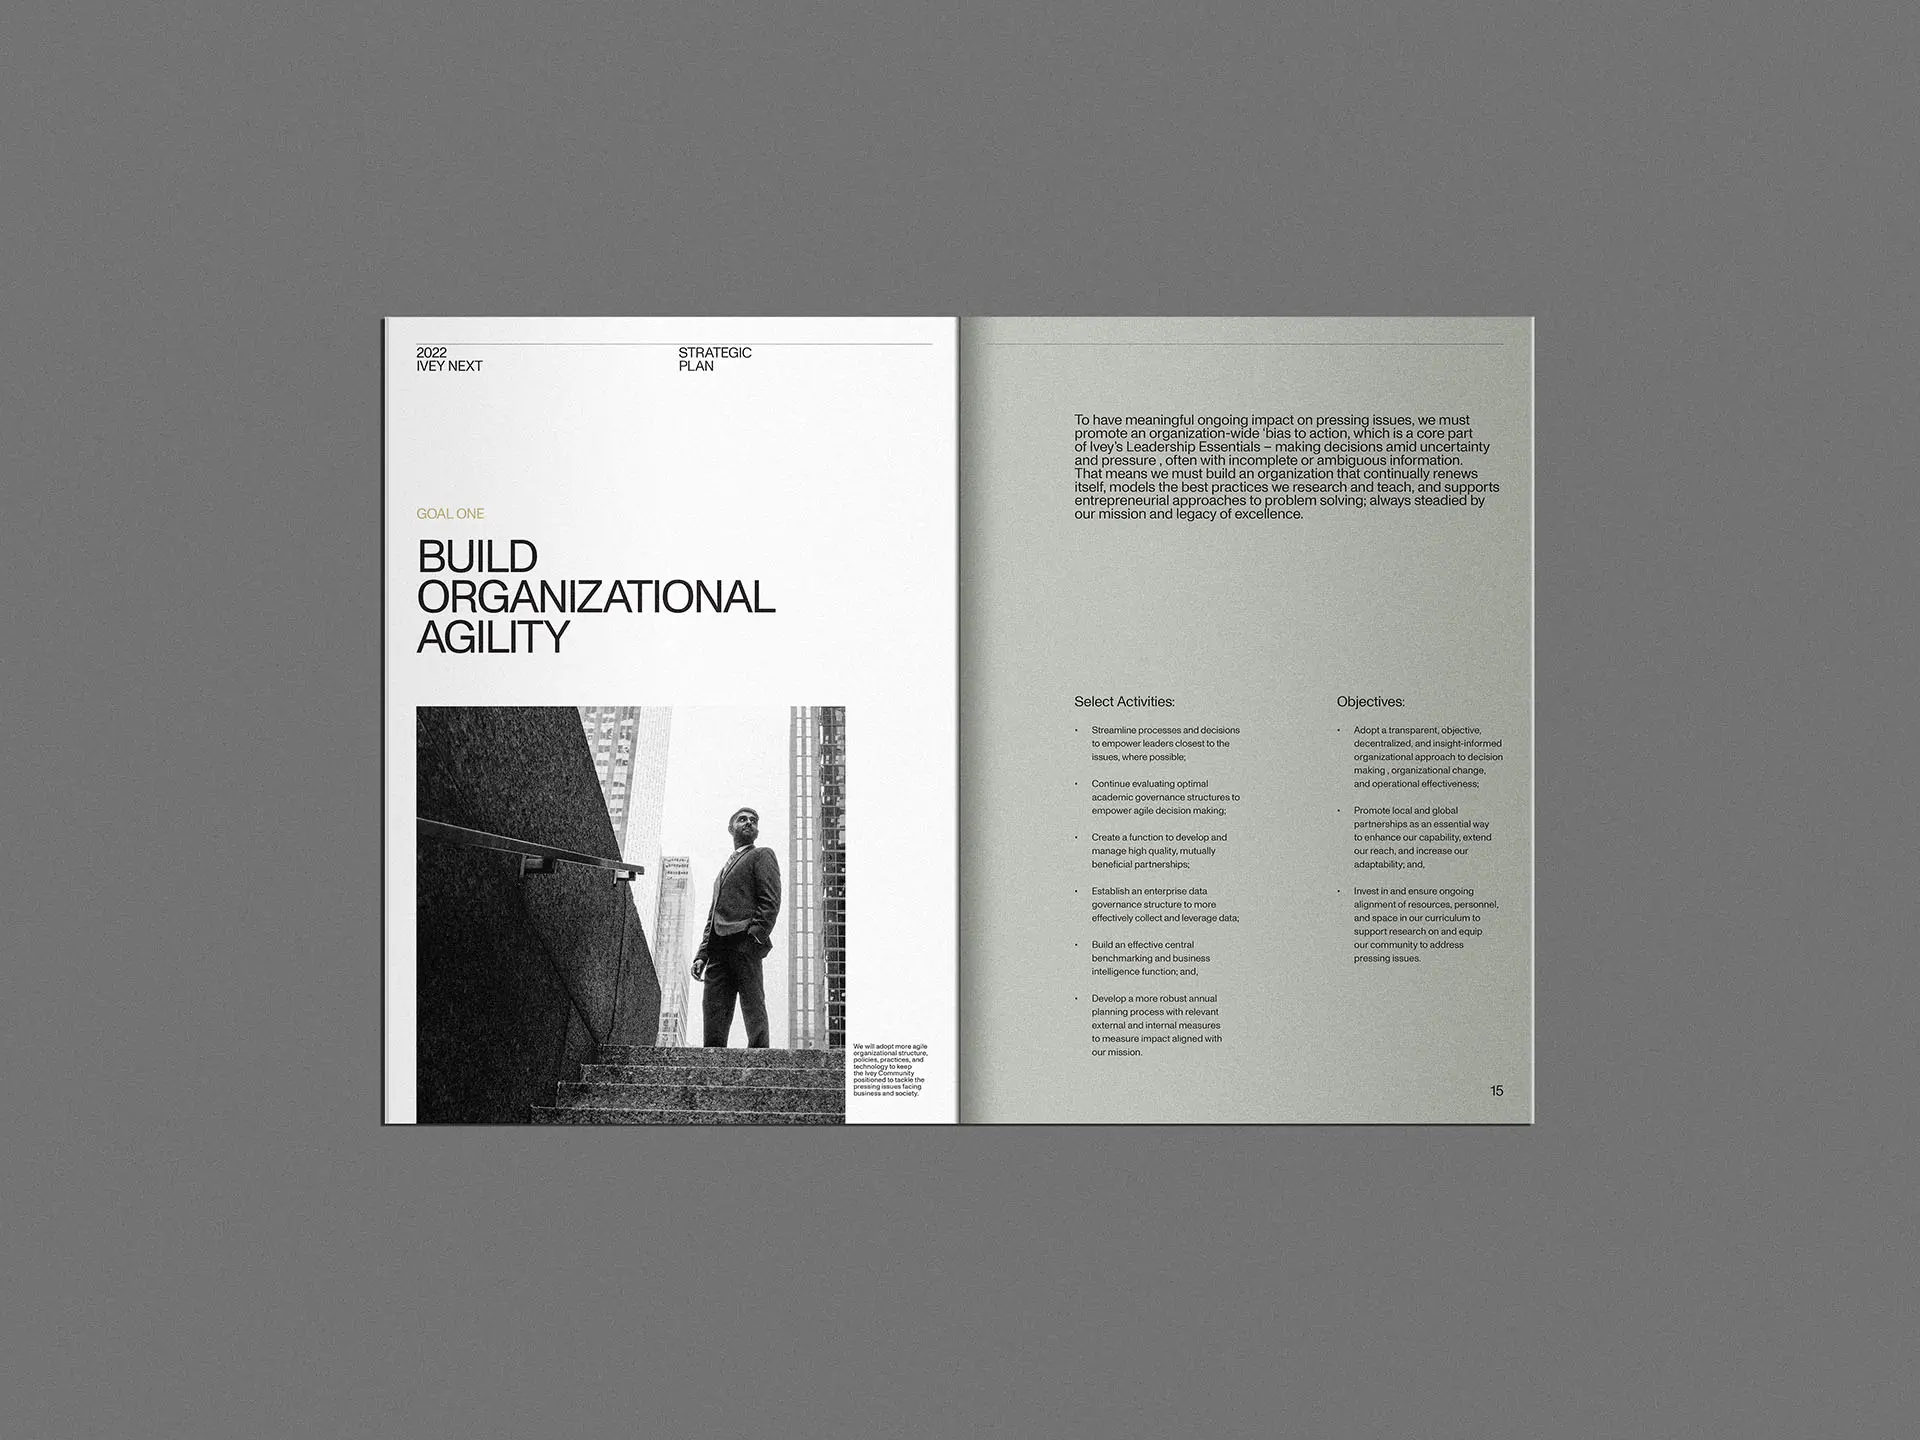 2022
IVEY NEXT
STRATEGIC
PLAN
GOAL ONE
BUILD
ORGANIZATIONAL
AGILITY
We will adopt more agile
organizational structure,
policies, practices, and
technology to keep
the Ivey Community
positioned to tackle the
pressing issues facing
business and society.
To have meaningful ongoing impact on pressing issues, we must
promote an organization-wide ‘bias to action, which is a core part
of Ivey’s Leadership Essentials – making decisions amid uncertainty
and pressure , often with incomplete or ambiguous information.
That means we must build an organization that continually renews
itself, models the best practices we research and teach, and supports
entrepreneurial approaches to problem solving; always steadied by
our mission and legacy of excellence.
Select Activities:
• Streamline processes and decisions
to empower leaders closest to the
issues, where possible;
• Continue evaluating optimal
academic governance structures to
empower agile decision making;
• Create a function to develop and
manage high quality, mutually
beneficial partnerships;
• Establish an enterprise data
governance structure to more
effectively collect and leverage data;
• Build an effective central
benchmarking and business
intelligence function; and,
• Develop a more robust annual
planning process with relevant
external and internal measures
to measure impact aligned with
our mission.
Objectives:
• Adopt a transparent, objective,
decentralized, and insight-informed
organizational approach to decision
making , organizational change,
and operational effectiveness;
• Promote local and global
partnerships as an essential way
to enhance our capability, extend
our reach, and increase our
adaptability; and,
• Invest in and ensure ongoing
alignment of resources, personnel,
and space in our curriculum to
support research on and equip
our community to address
pressing issues.
15